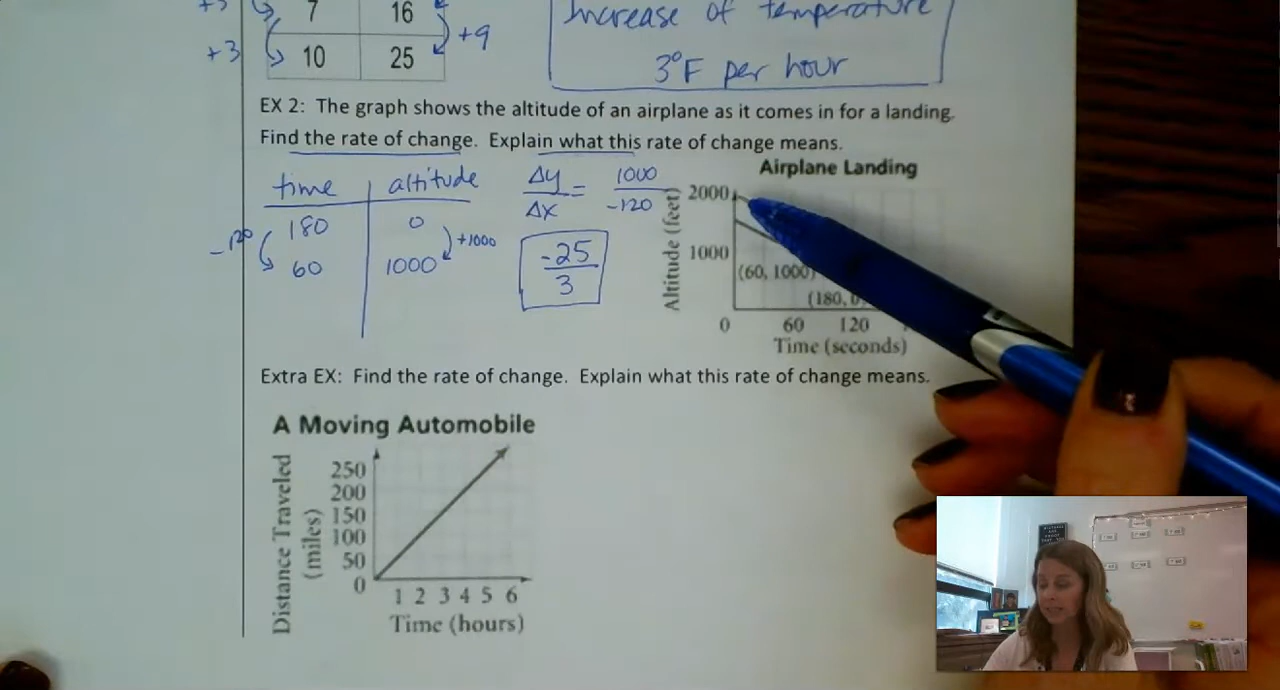 7 16
+3 10 25 +9
Increase of temperature
3°F per hour
EX 2: The graph shows the altitude of an airplane as it comes in for a landing.
Find the rate of change. Explain what this rate of change means.
time altitude
180 0
60 1000
-120
+1000
Δy/Δx = 1000/-120
-25/3
Airplane Landing
Altitude (feet)
2000
1000
0
(60, 1000)
(180, 0
60 120
Time (seconds)
Extra EX: Find the rate of change. Explain what this rate of change means.
A Moving Automobile
Distance Traveled
(miles)
250
200
150
100
50
0
1 2 3 4 5 6
Time (hours)